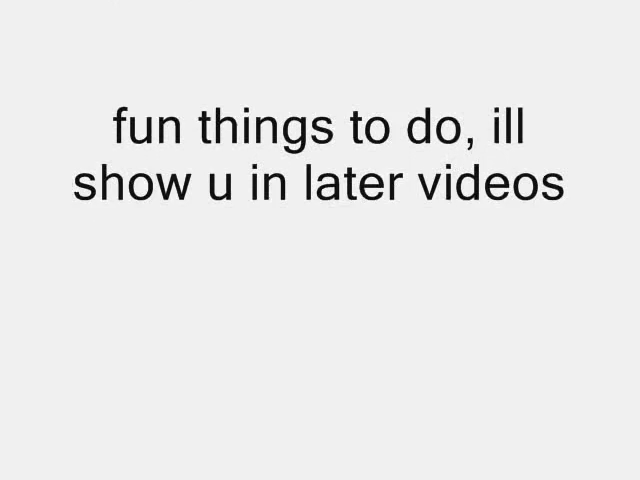 fun things to do, ill
show u in later videos